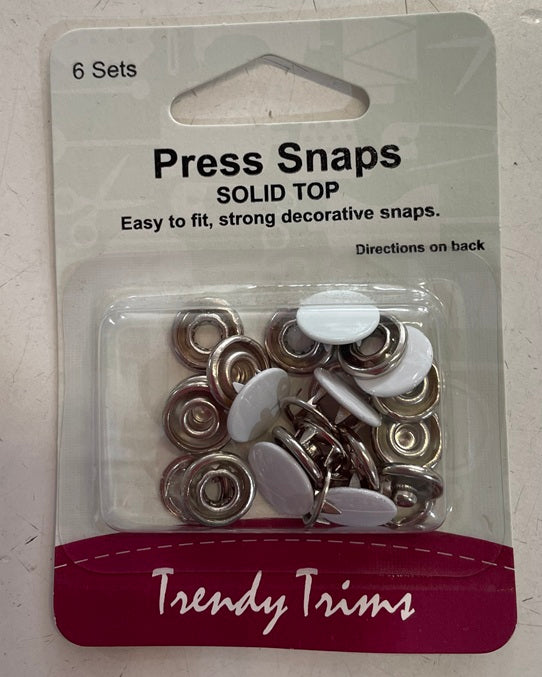 6 Sets
Press Snaps
SOLID TOP
Easy to fit, strong decorative snaps.
Directions on back
Trendy Trims